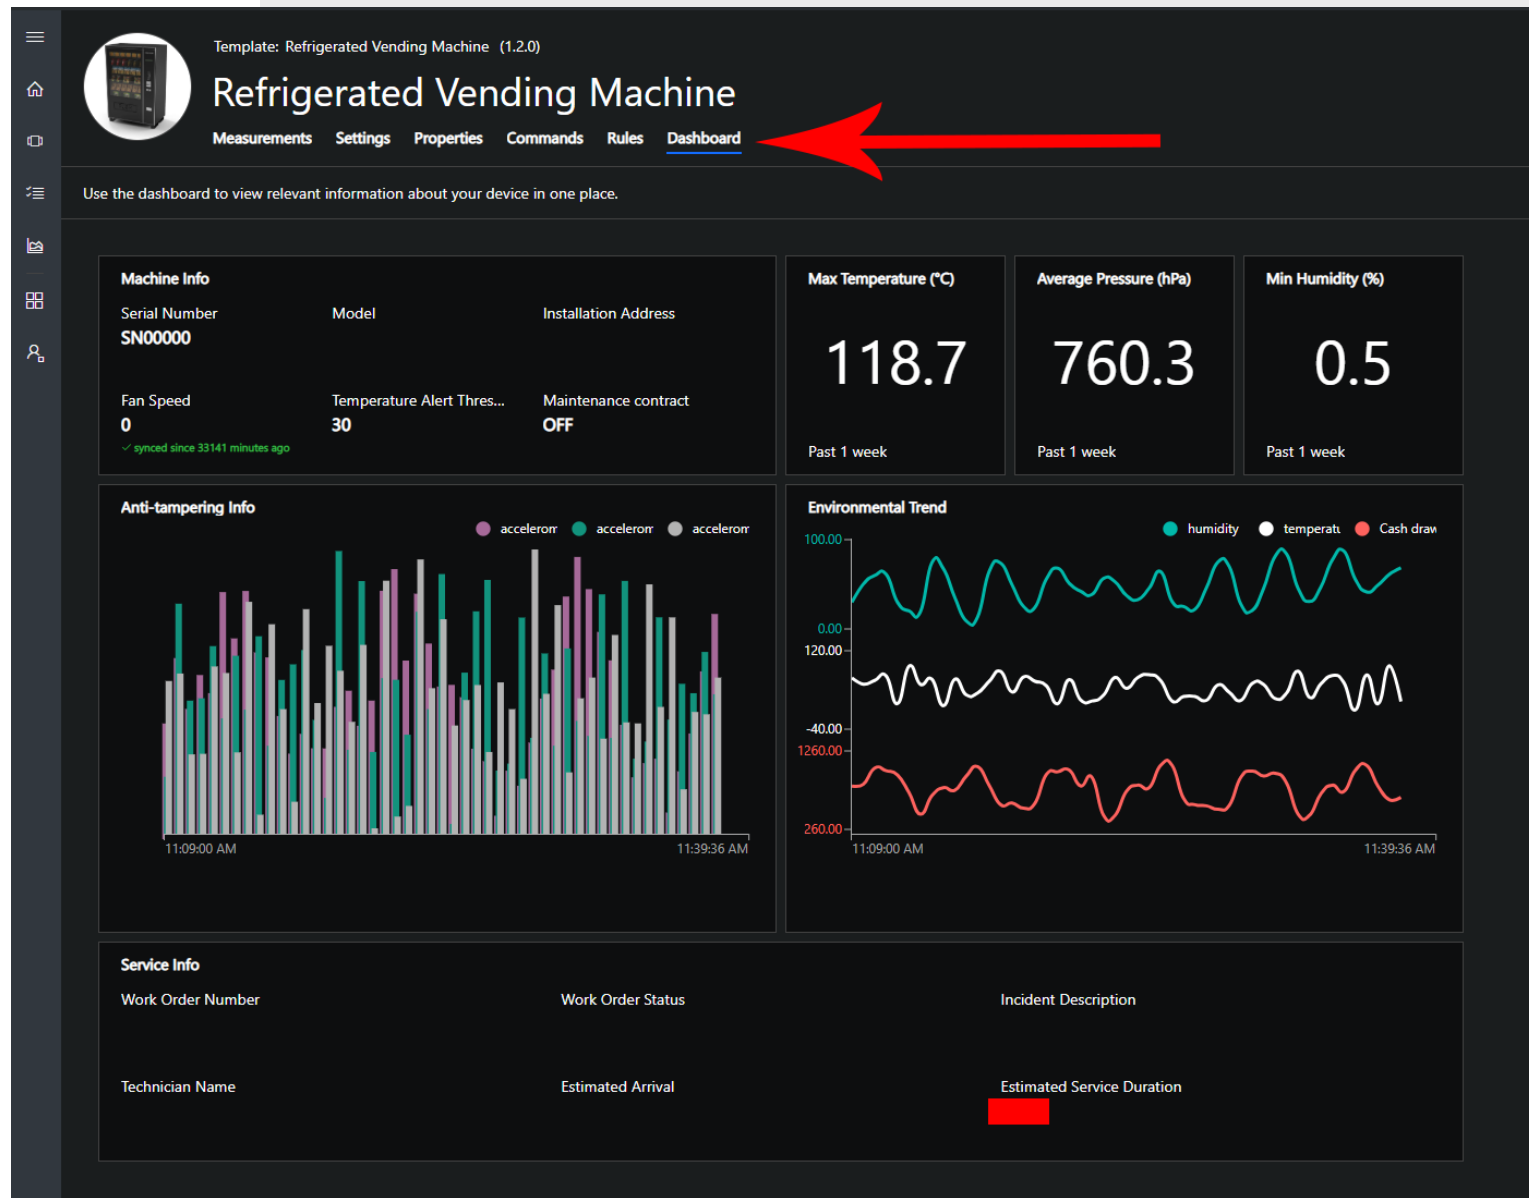 Template: Refrigerated Vending Machine (1.2.0)
Refrigerated Vending Machine
Measurements Settings Properties Commands Rules Dashboard
Use the dashboard to view relevant information about your device in one place.
Machine Info
Serial Number Model Installation Address
SN00000
Fan Speed Temperature Alert Thres... Maintenance contract
0 30 OFF
synced since 33141 minutes ago
Max Temperature (°C)
118.7
Past 1 week
Average Pressure (hPa)
760.3
Past 1 week
Min Humidity (%)
0.5
Past 1 week
Anti-tampering Info
accelerom accelerom accelerom
11:09:00 AM 11:39:36 AM
Environmental Trend
humidity temperatu Cash draw
100.00
0.00
120.00
-40.00
1260.00
260.00
11:09:00 AM 11:39:36 AM
Service Info
Work Order Number Work Order Status Incident Description
Technician Name Estimated Arrival Estimated Service Duration